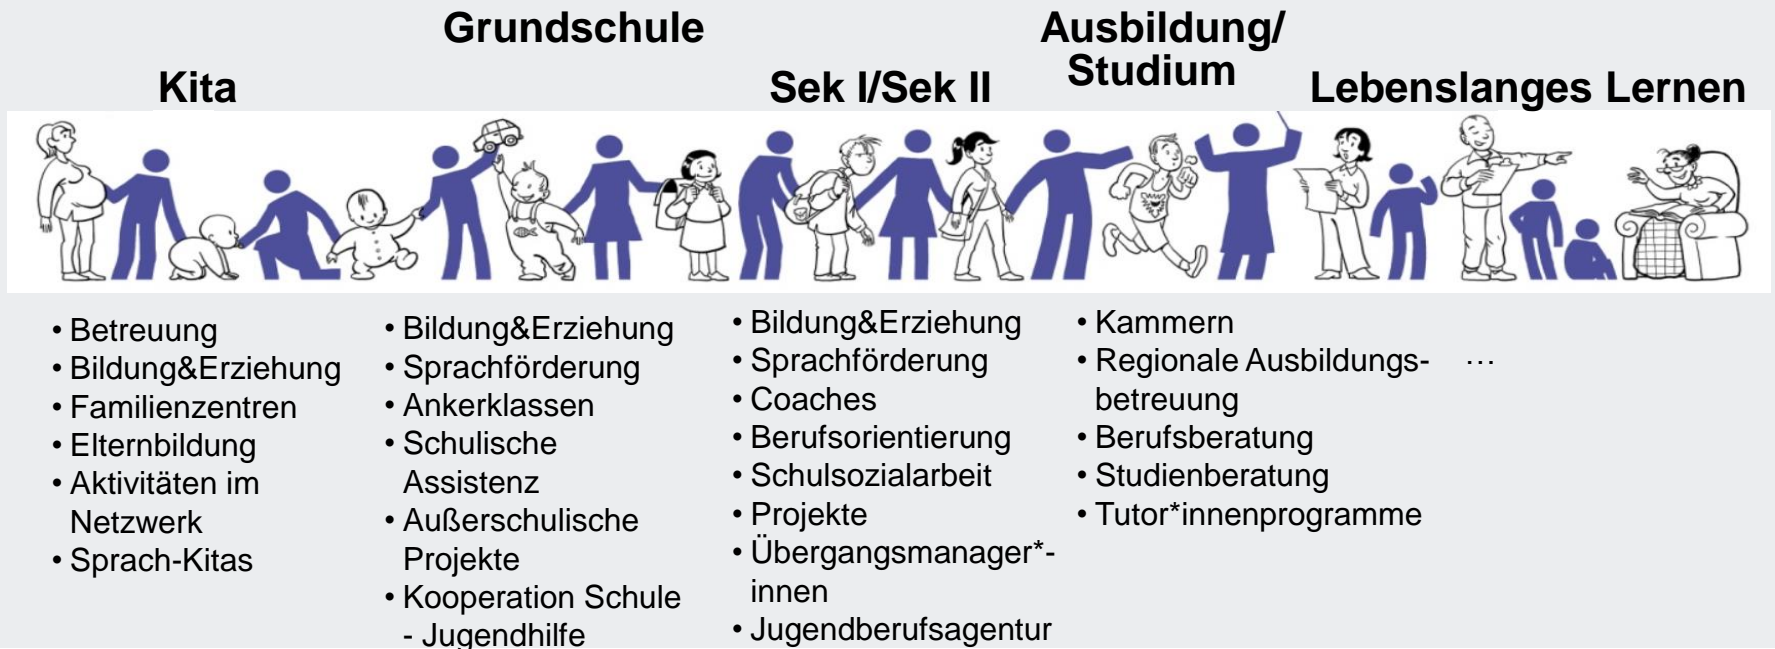 Grundschule
Ausbildung/
Studium
Kita
Sek I/Sek II
Lebenslanges Lernen
• Betreuung
• Bildung&Erziehung
• Familienzentren
• Elternbildung
• Aktivitäten im
Netzwerk
• Sprach-Kitas
• Bildung&Erziehung
• Sprachförderung
• Ankerklassen
• Schulische
Assistenz
• Außerschulische
Projekte
• Kooperation Schule
- Jugendhilfe
• Bildung&Erziehung
• Sprachförderung
• Coaches
• Berufsorientierung
• Schulsozialarbeit
• Projekte
• Übergangsmanager*-
innen
• Jugendberufsagentur
• Kammern
• Regionale Ausbildungs-
betreuung
• Berufsberatung
• Studienberatung
• Tutor*innenprogramme
…